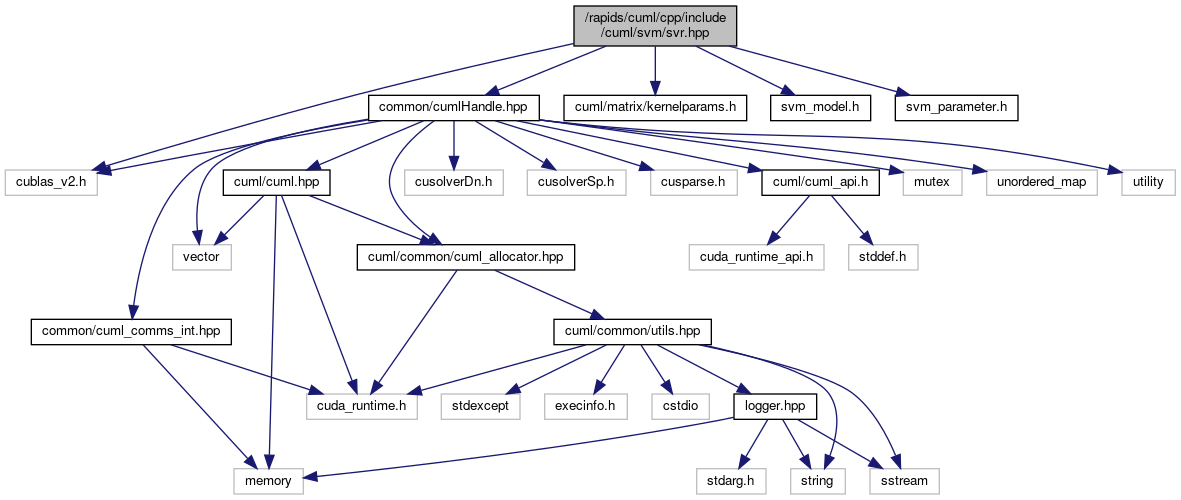 /rapids/cuml/cpp/include
/cuml/svm/svr.hpp
common/cumlHandle.hpp
cuml/matrix/kernelparams.h
svm_model.h
svm_parameter.h
cublas_v2.h
cuml/cuml.hpp
cusolverDn.h
cusolverSp.h
cusparse.h
cuml/cuml_api.h
mutex
unordered_map
utility
vector
cuml/common/cuml_allocator.hpp
cuda_runtime_api.h
stddef.h
common/cuml_comms_int.hpp
cuml/common/utils.hpp
cuda_runtime.h
stdexcept
execinfo.h
cstdio
logger.hpp
memory
stdarg.h
string
sstream